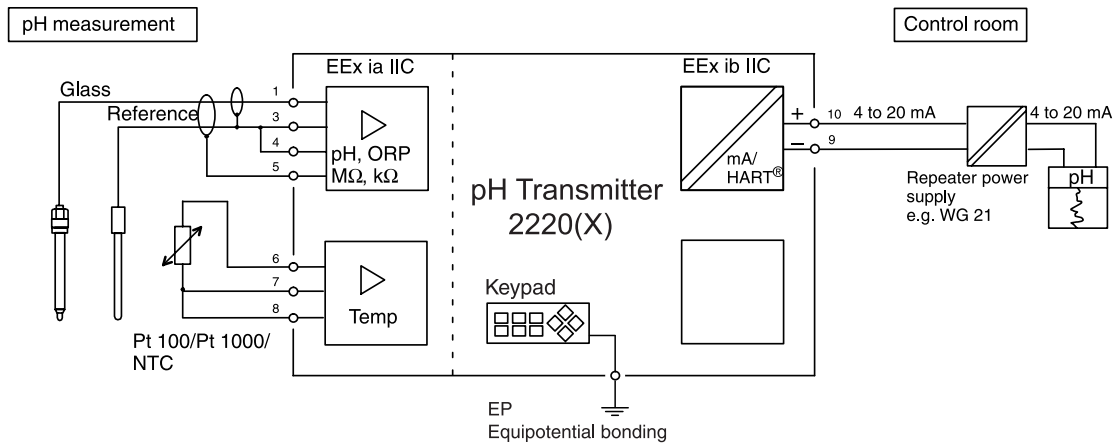 pH measurement
Control room
EEx ia IIC
EEx ib IIC
Glass
1
Reference
3
4
5
pH, ORP
MΩ, kΩ
+
10
4 to 20 mA
4 to 20 mA
−
9
mA/
HART®
pH
Repeater power
supply
e.g. WG 21
pH Transmitter
2220(X)
6
7
8
Temp
Keypad
Pt 100/Pt 1000/
NTC
EP
Equipotential bonding